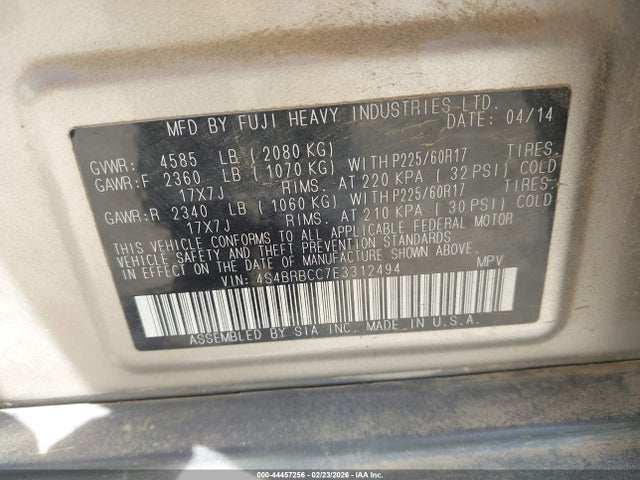 MFD BY FUJI HEAVY INDUSTRIES LTD.
DATE: 04/14
GVWR: 4585 LB ( 2080 KG)
GAWR:F 2360 LB ( 1070 KG) WITH P225/60R17 TIRES.
17X7J RIMS. AT 220 KPA ( 32 PSI) COLD
GAWR:R 2340 LB ( 1060 KG) WITH P225/60R17 TIRES.
17X7J RIMS. AT 210 KPA ( 30 PSI) COLD
THIS VEHICLE CONFORMS TO ALL APPLICABLE FEDERAL MOTOR
VEHICLE SAFETY AND THEFT PREVENTION STANDARDS
IN EFFECT ON THE DATE OF MANUFACTURE SHOWN ABOVE.
VIN: 4S4BRBCC7E3312494 MPV
ASSEMBLED BY SIA INC. MADE IN U.S.A.
000-44457256 - 02/23/2026 - IAA Inc.